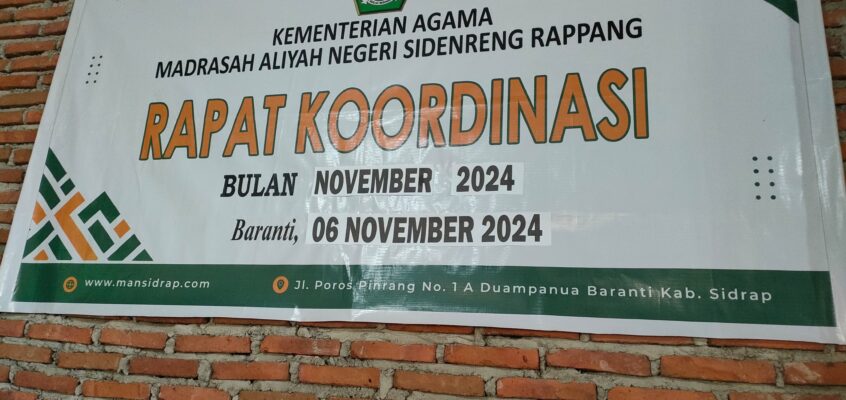 KEMENTERIAN AGAMA
MADRASAH ALIYAH NEGERI SIDENRENG RAPPANG
RAPAT KOORDINASI
BULAN NOVEMBER 2024
Baranti, 06 NOVEMBER 2024
www.mansidrap.com
Jl. Poros Pinrang No. 1 A Duampanua Baranti Kab. Sidrap